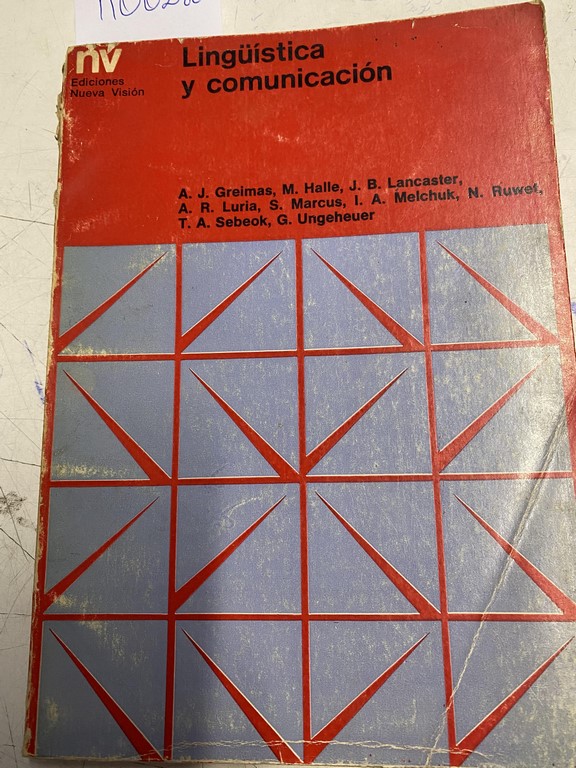 nv
Ediciones
Nueva Visión
Lingüística
y comunicación
A. J. Greimas, M. Halle, J. B. Lancaster,
A. R. Luria, S. Marcus, I. A. Melchuk, N. Ruwet,
T. A. Sebeok, G. Ungeheuer